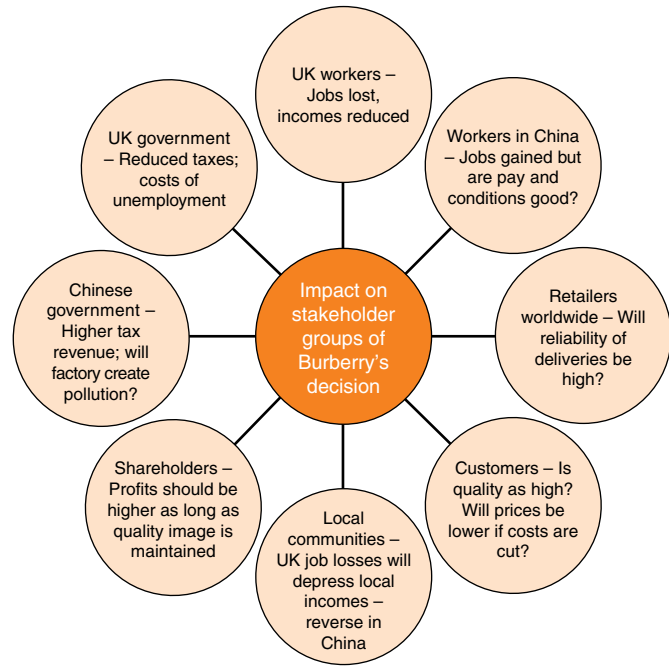 UK workers –
Jobs lost,
incomes reduced
Workers in China
– Jobs gained but
are pay and
conditions good?
Retailers
worldwide – Will
reliability of
deliveries be
high?
Customers – Is
quality as high?
Will prices be
lower if costs are
cut?
Local
communities –
UK job losses will
depress local
incomes –
reverse in
China
Shareholders –
Profits should be
higher as long as
quality image is
maintained
Chinese
government –
Higher tax
revenue; will
factory create
pollution?
UK government
– Reduced taxes;
costs of
unemployment
Impact on
stakeholder
groups of
Burberry’s
decision